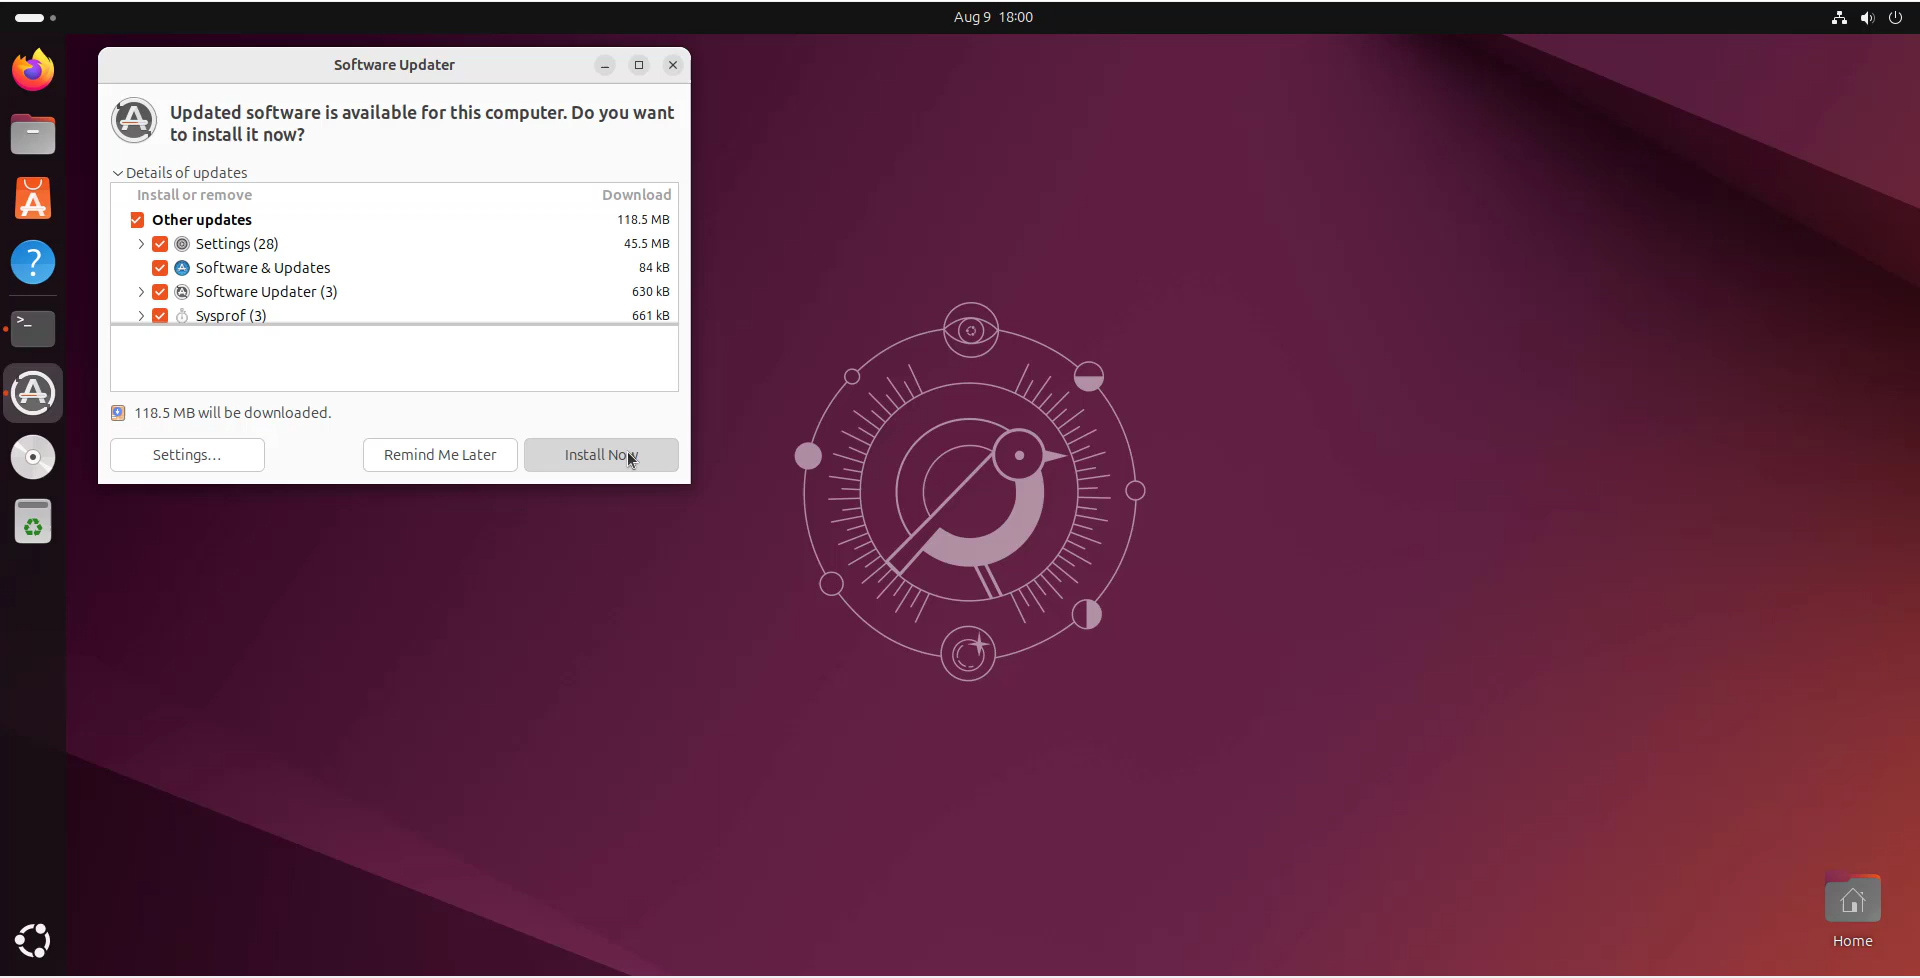 Aug 9 18:00
Software Updater
Updated software is available for this computer. Do you want
to install it now?
Details of updates
Install or remove Download
Other updates 118.5 MB
Settings (28) 45.5 MB
Software & Updates 84 kB
Software Updater (3) 630 kB
Sysprof (3) 661 kB
118.5 MB will be downloaded.
Settings… Remind Me Later Install Now
Home